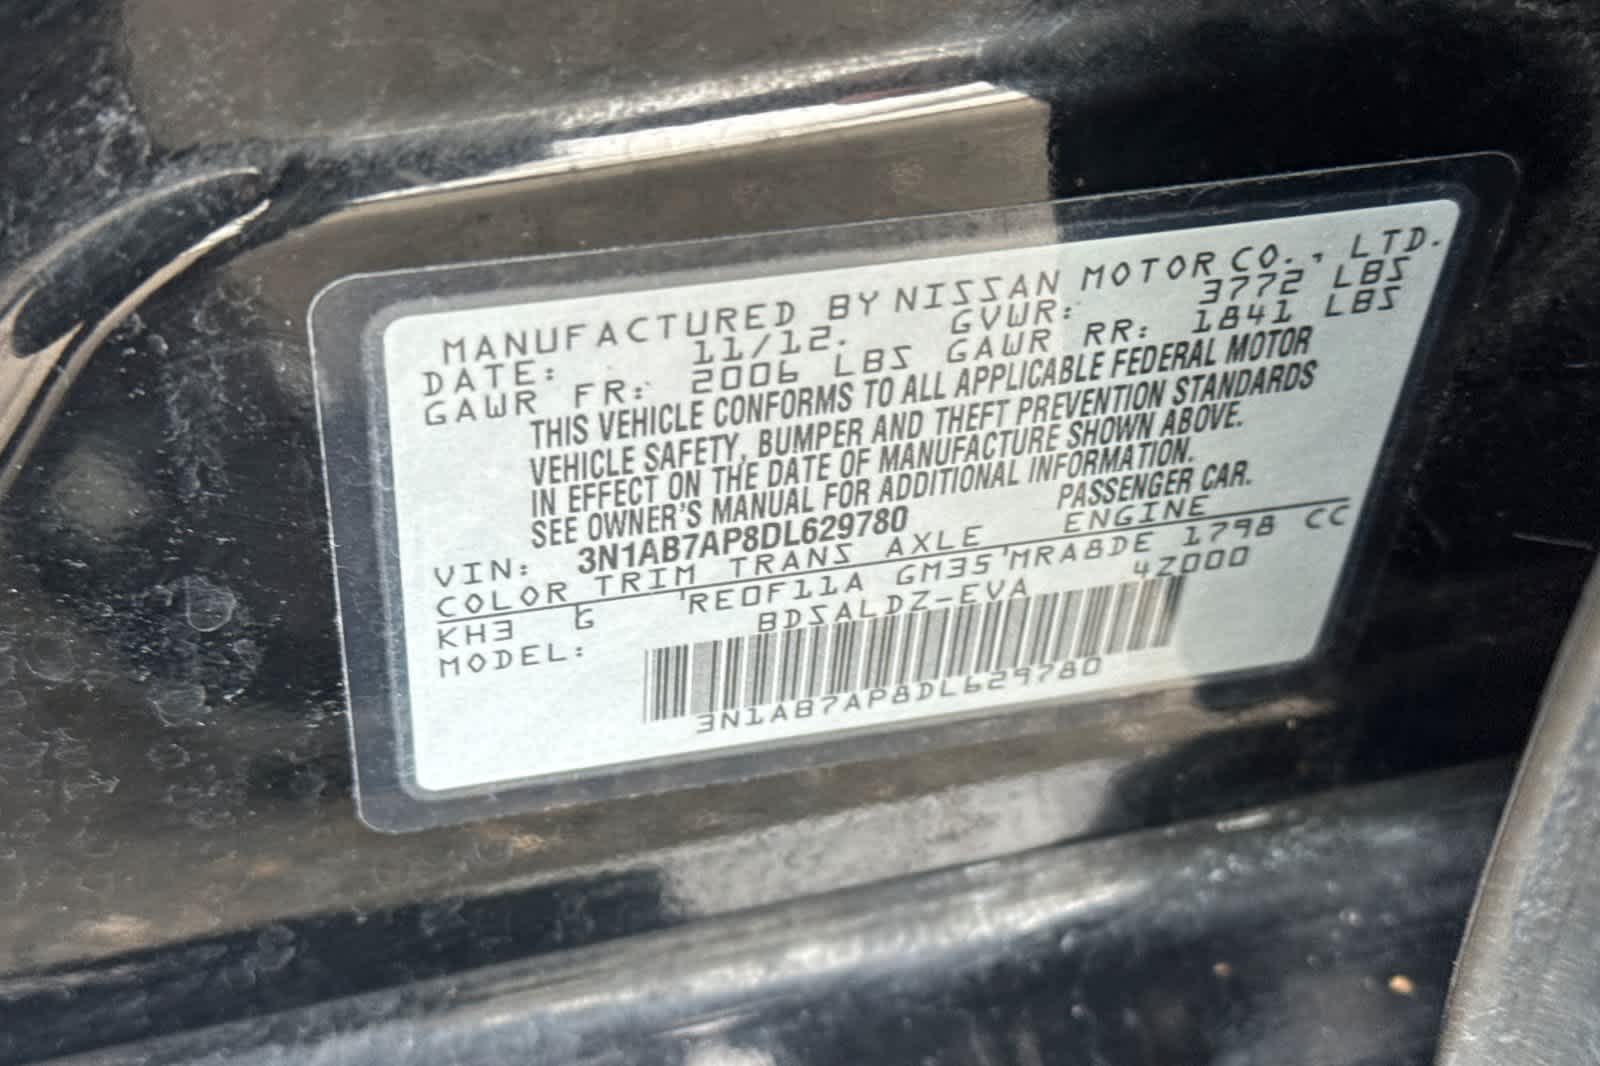 MANUFACTURED BY NISSAN MOTOR CO., LTD.
DATE: 11/12. GVWR: 3772 LBS
GAWR FR: 2006 LBS GAWR RR: 1841 LBS
THIS VEHICLE CONFORMS TO ALL APPLICABLE FEDERAL MOTOR
VEHICLE SAFETY, BUMPER AND THEFT PREVENTION STANDARDS
IN EFFECT ON THE DATE OF MANUFACTURE SHOWN ABOVE.
SEE OWNER'S MANUAL FOR ADDITIONAL INFORMATION.
VIN: 3N1AB7AP8DL629780 PASSENGER CAR.
COLOR TRIM TRANS AXLE ENGINE
KH3 G RE0F11A GM35 MRA8DE 1798 CC
MODEL: BDSALDZ-EVA 4Z000
3N1AB7AP8DL629780